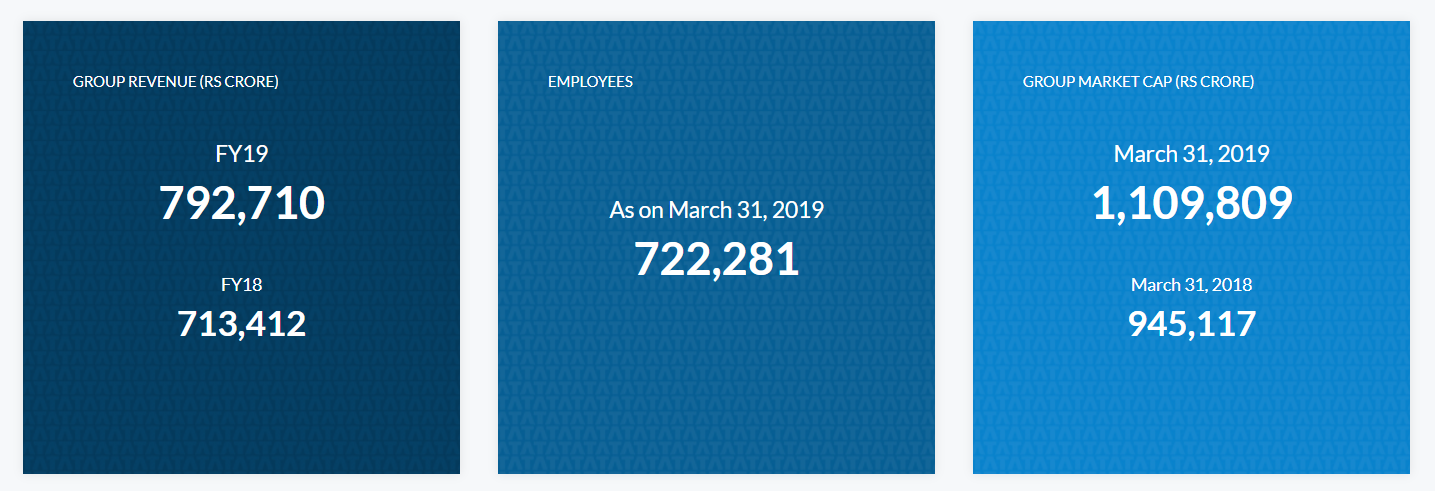 GROUP REVENUE (RS CRORE)
FY19
792,710
FY18
713,412
EMPLOYEES
As on March 31, 2019
722,281
GROUP MARKET CAP (RS CRORE)
March 31, 2019
1,109,809
March 31, 2018
945,117